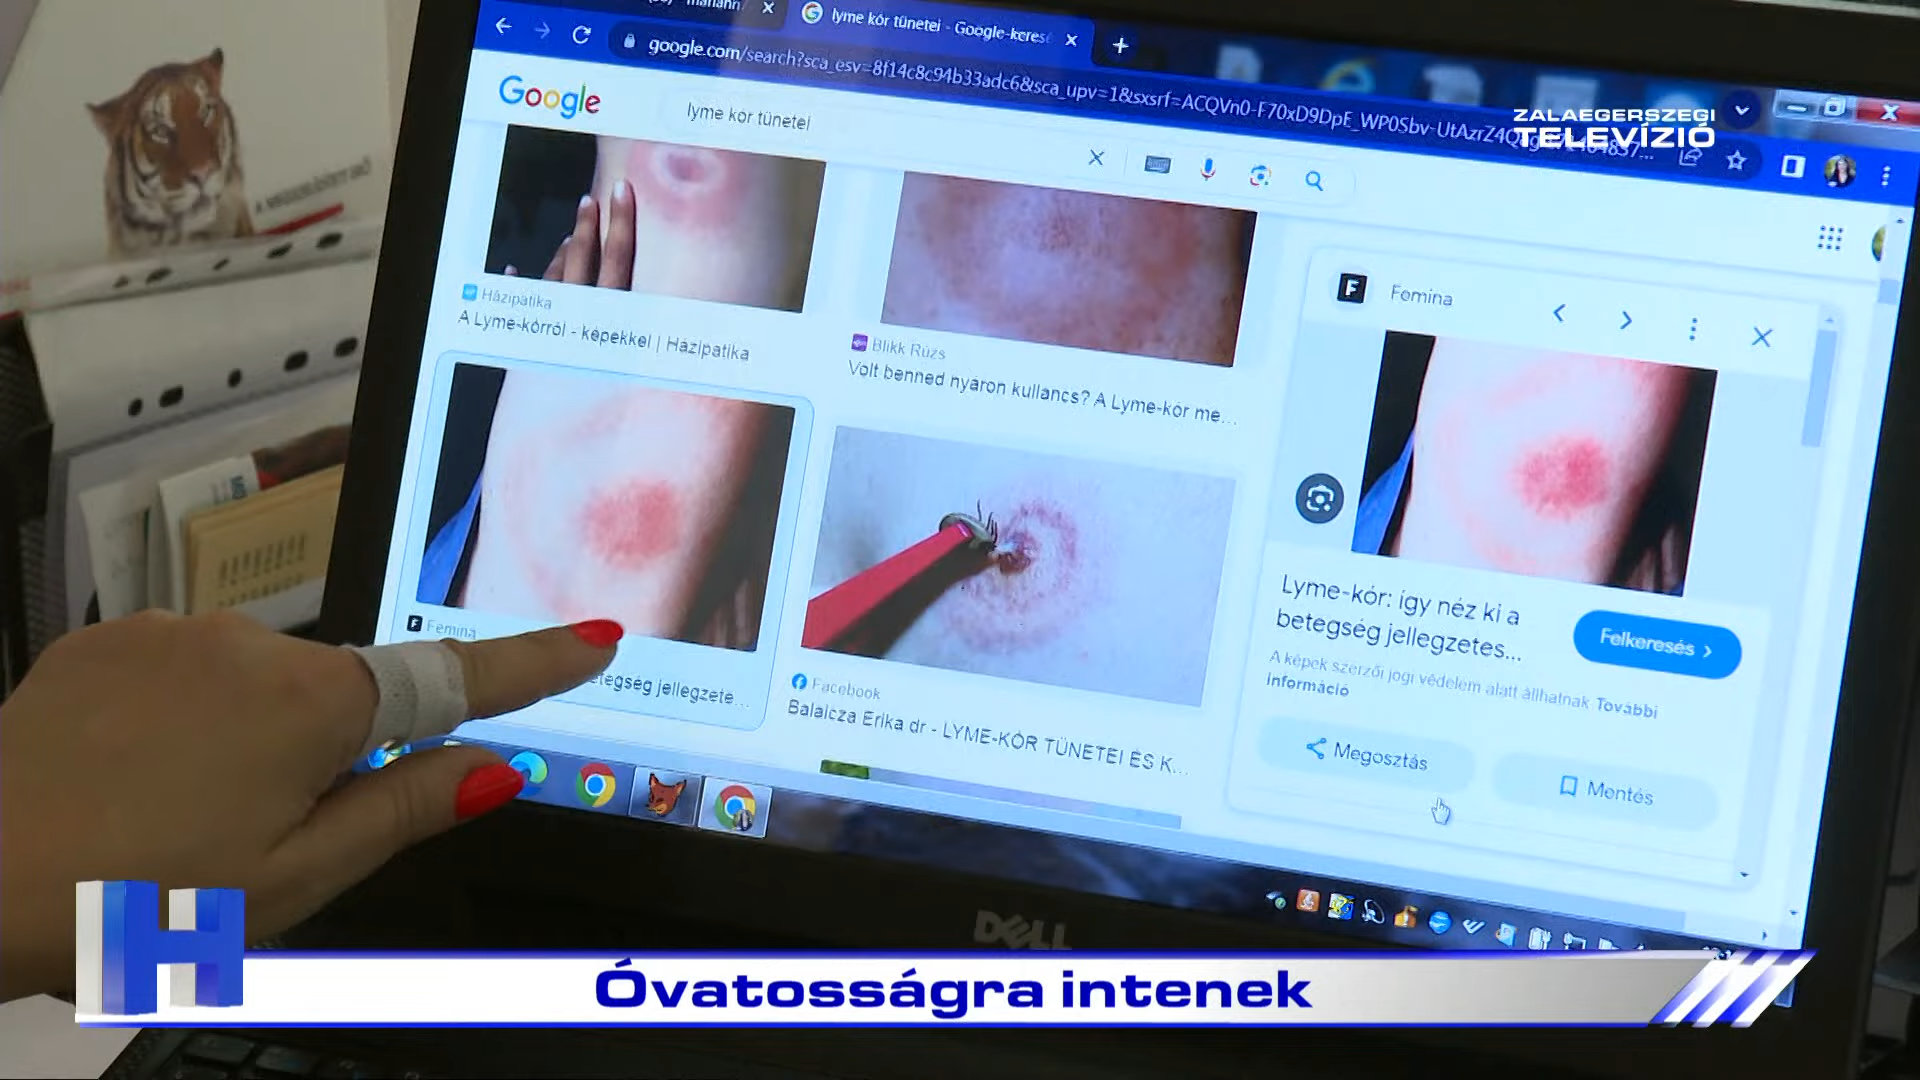 lyme kór tünetei - Google-keres
google.com/search?sca_esv=8f14c8c94b33adc6&sca_upv=1&sxsrf=ACQVn0-F70xD9DpE_WP0Sbv-UtAzrZ4Q
ZALAEGERSZEGI
TELEVÍZIÓ
Google
lyme kór tünetei
Házipatika
A Lyme-kórról - képekkel | Házipatika
Blikk Rúzs
Volt benned nyáron kullancs? A Lyme-kór me...
Femina
etegség jellegzete...
Facebook
Balaicza Erika dr - LYME-KÓR TÜNETEI ÉS K...
F Femina
Lyme-kór: így néz ki a
betegség jellegzetes...
Felkeresés
A képek szerzői jogi védelem alatt állhatnak További
információ
Megosztás
Mentés
DELL
H
Óvatosságra intenek